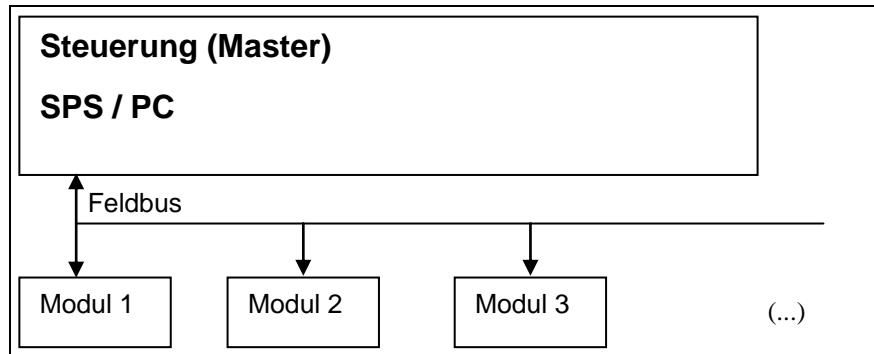 Steuerung (Master)
SPS / PC
Feldbus
Modul 1
Modul 2
Modul 3
(...)